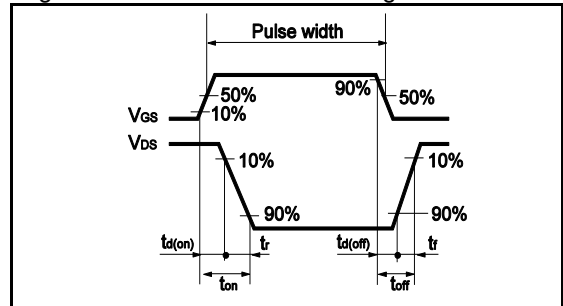 Pulse width
90%
50%
50%
10%
VGS
VDS
10%
10%
90%
90%
td(on)
tr
td(off)
tf
ton
toff